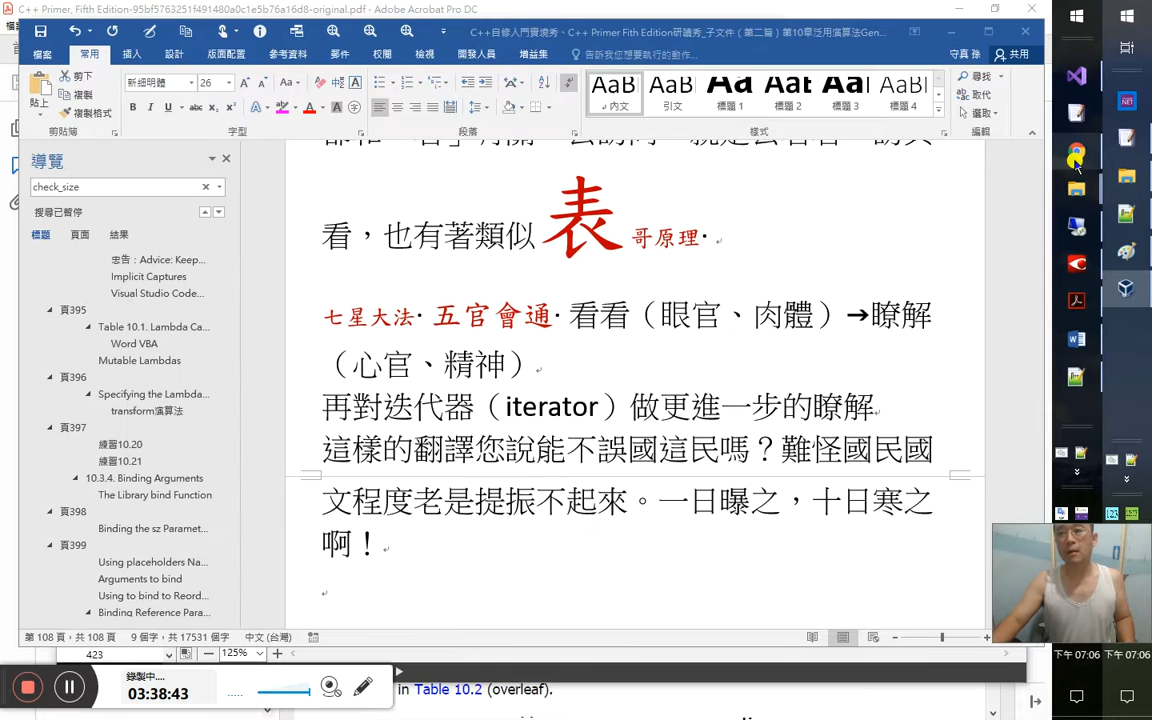 C++ Primer, Fifth Edition-95bf5763251f491480a0c1e5b76a16d8-original.pdf - Adobe Acrobat Pro DC
C++自修入門實境秀、C++ Primer Fifth Edition研讀秀_子文件（第二篇）第10章泛用演算法Gen...
檔案 常用 插入 設計 版面配置 參考資料 郵件 校閱 檢視 開發人員 增益集 告訴我您想要執行的動作... 守真 孫 共用
貼上 剪下 複製 複製格式
新細明體 26
AaB 內文 AaB 引文 Aa 標題 1 Aat 標題 2 Aal 標題 3 AaB 標題 4
尋找 取代 選取
剪貼簿 字型 段落 樣式 編輯
導覽
check_size
搜尋已暫停
標題 頁面 結果
忠告：Advice: Keep...
Implicit Captures
Visual Studio Code...
頁395
Table 10.1. Lambda Ca...
Word VBA
Mutable Lambdas
頁396
Specifying the Lambda...
transform演算法
頁397
練習10.20
練習10.21
10.3.4. Binding Arguments
The Library bind Function
頁398
Binding the sz Paramet...
頁399
Using placeholders Na...
Arguments to bind
Using to bind to Reord...
Binding Reference Para...
看，也有著類似表哥原理·
七星大法·五官會通·看看（眼官、肉體）→瞭解
（心官、精神）
再對迭代器（iterator）做更進一步的瞭解
這樣的翻譯您說能不誤國這民嗎？難怪國民國
文程度老是提振不起來。一日曝之，十日寒之
啊！
第 108 頁，共 108 頁 9 個字，共 17531 個字 中文 (台灣)
423 125%
錄製中...
03:38:43
in Table 10.2 (overleaf).
下午 07:06 下午 07:06